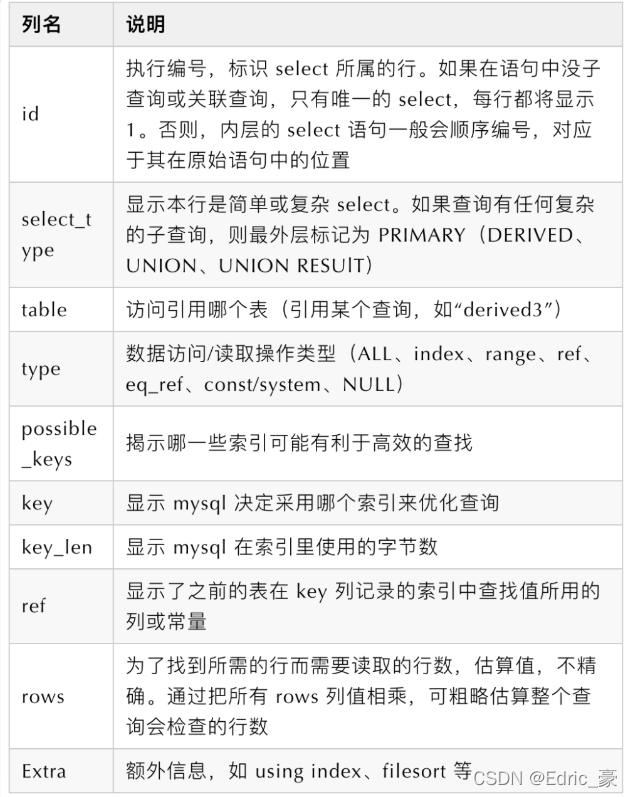 列名 说明
id
执行编号，标识 select 所属的行。如果在语句中没子
查询或关联查询，只有唯一的 select，每行都将显示
1。否则，内层的 select 语句一般会顺序编号，对应
于其在原始语句中的位置
select_t
ype
显示本行是简单或复杂 select。如果查询有任何复杂
的子查询，则最外层标记为 PRIMARY（DERIVED、
UNION、UNION RESUlT）
table 访问引用哪个表（引用某个查询，如“derived3”）
type
数据访问/读取操作类型（ALL、index、range、ref、
eq_ref、const/system、NULL）
possible
_keys
揭示哪一些索引可能有利于高效的查找
key 显示 mysql 决定采用哪个索引来优化查询
key_len 显示 mysql 在索引里使用的字节数
ref
显示了之前的表在 key 列记录的索引中查找值所用的
列或常量
rows
为了找到所需的行而需要读取的行数，估算值，不精
确。通过把所有 rows 列值相乘，可粗略估算整个查
询会检查的行数
Extra 额外信息，如 using index、filesort 等
CSDN @Edric_豪